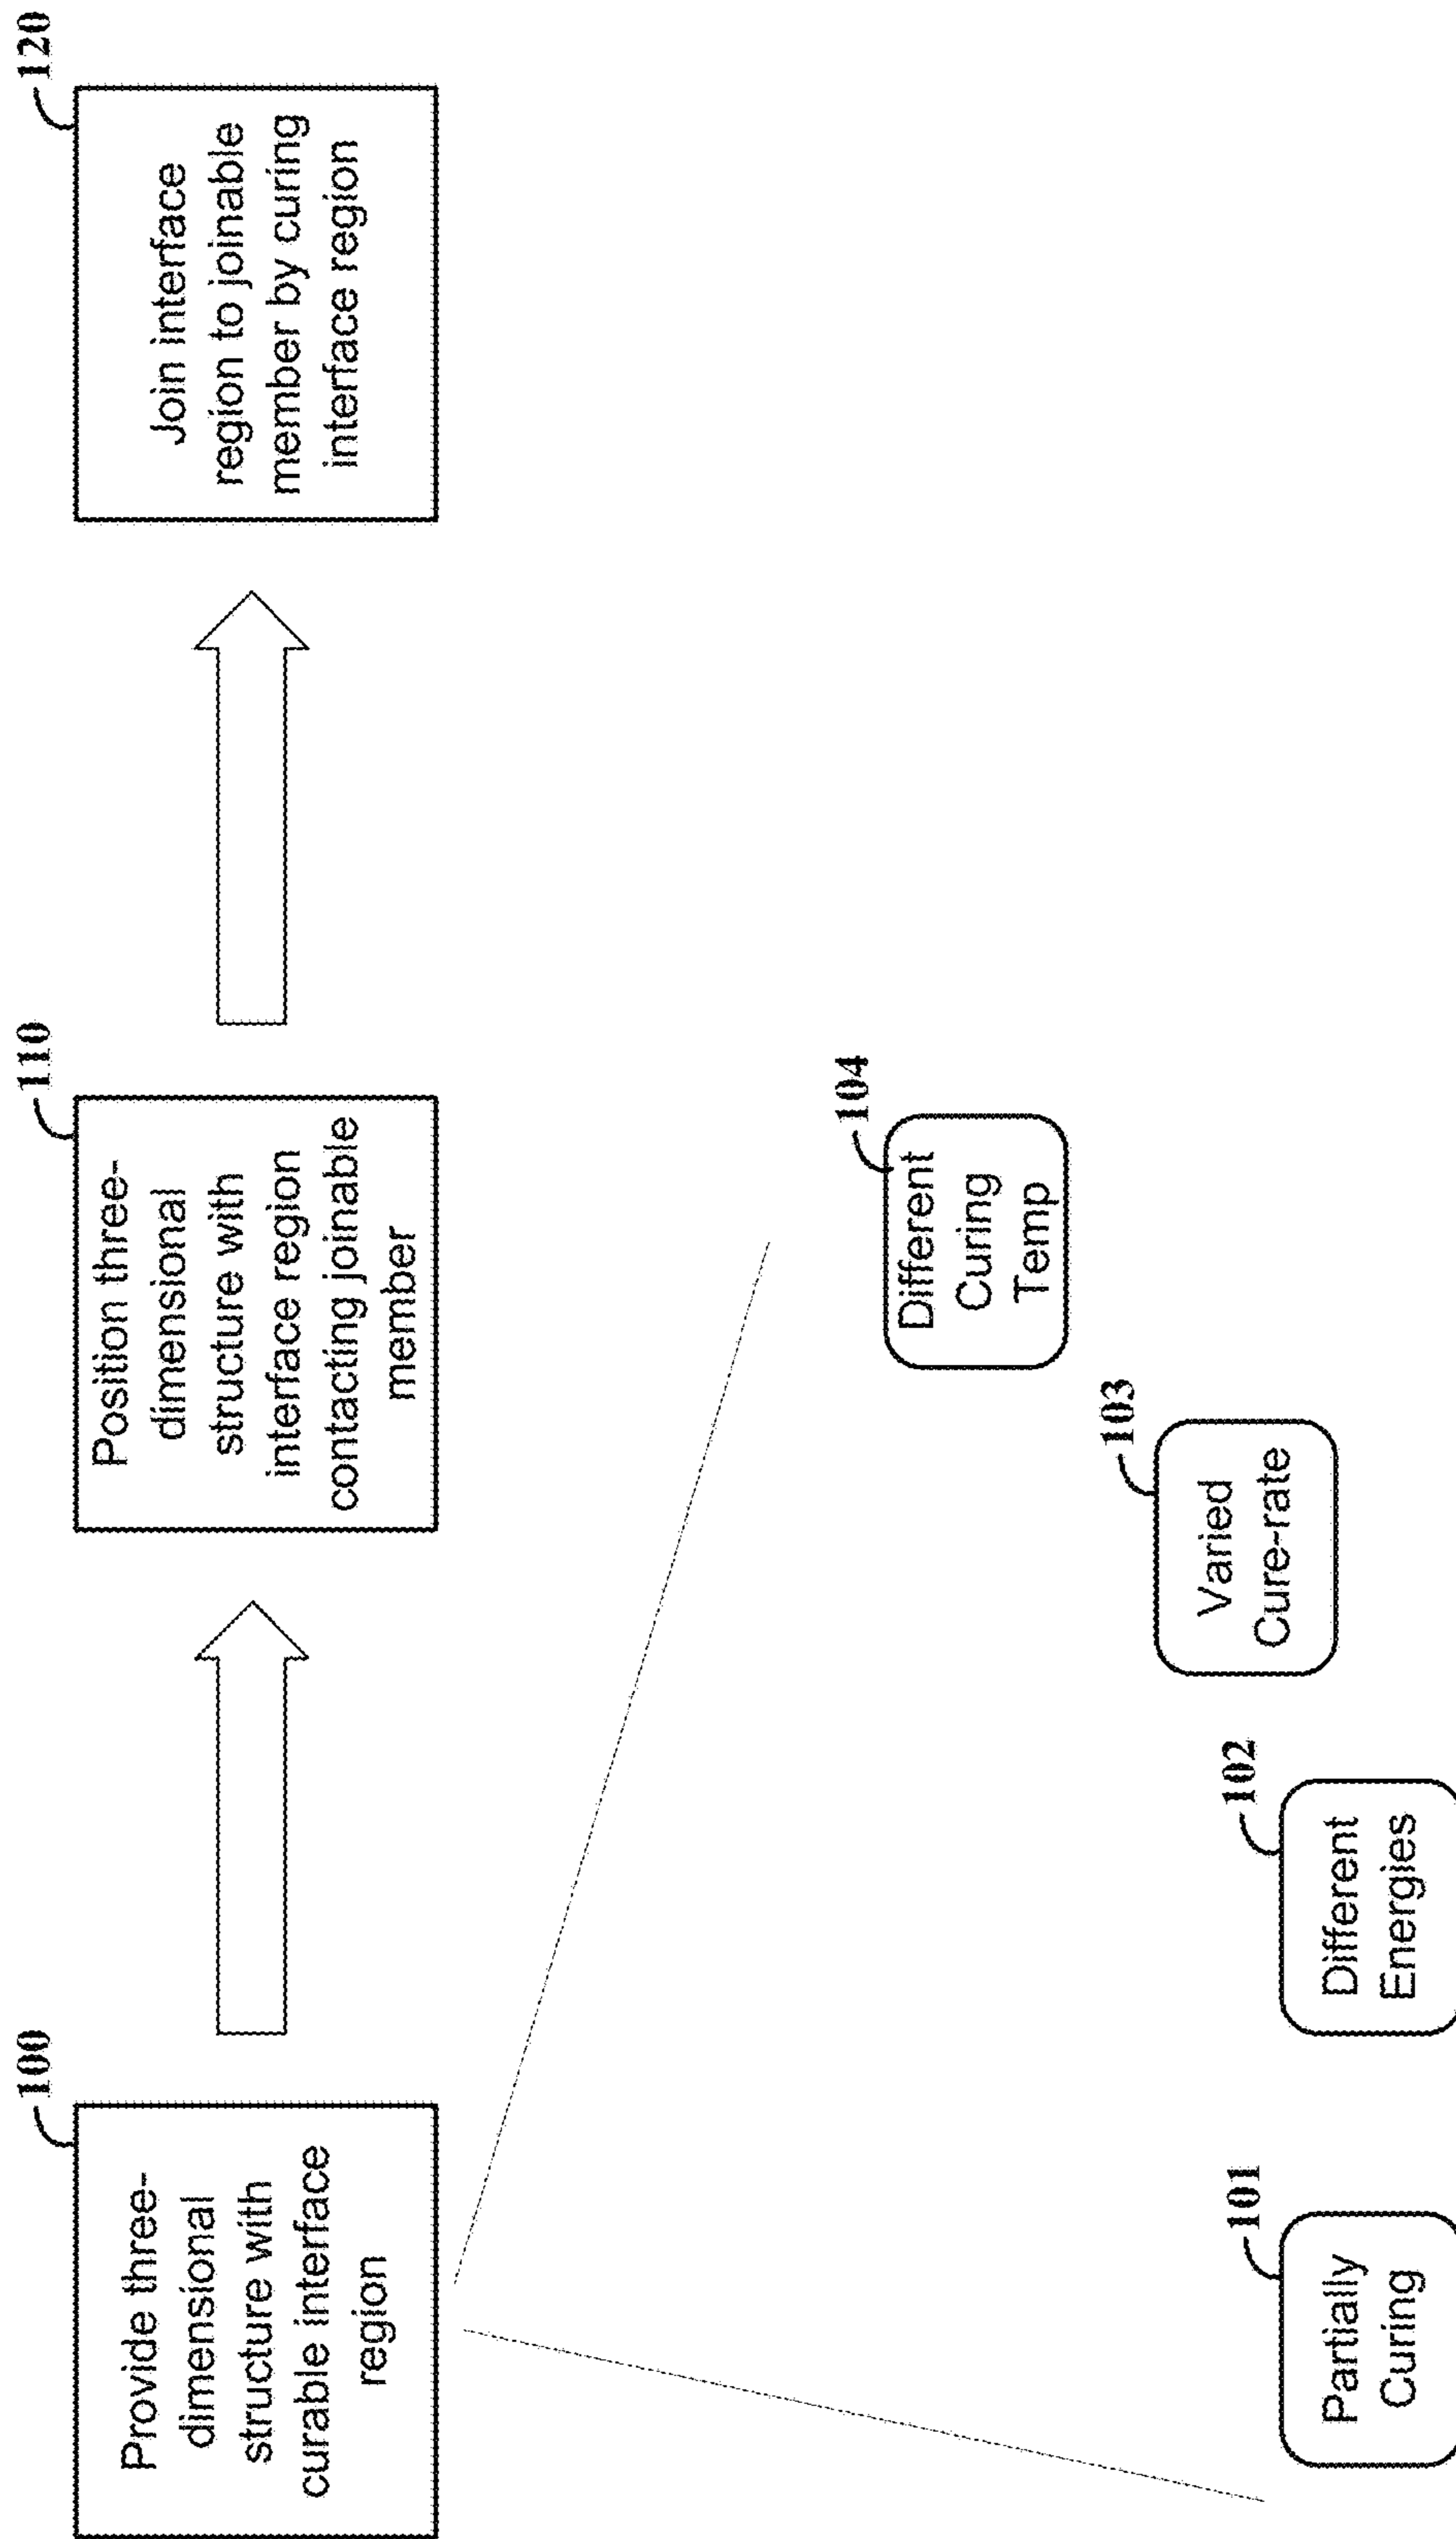 100
Provide three-
dimensional
structure with
curable interface
region
110
Position three-
dimensional
structure with
interface region
contacting joinable
member
120
Join interface
region to joinable
member by curing
interface region
101
Partially
Curing
102
Different
Energies
103
Varied
Cure-rate
104
Different
Curing
Temp